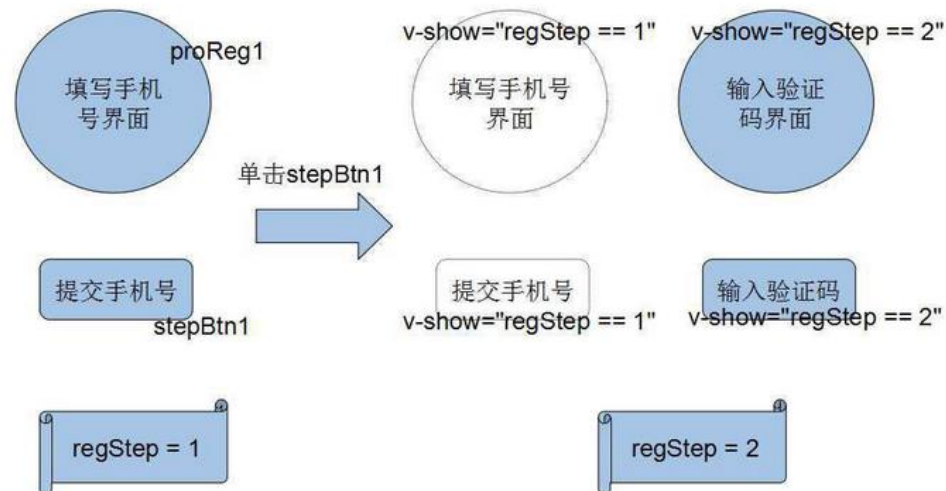 proReg1
填写手机
号界面
单击stepBtn1
提交手机号
stepBtn1
regStep = 1
v-show="regStep == 1"
填写手机号
界面
v-show="regStep == 2"
输入验证
码界面
提交手机号
v-show="regStep == 1"
输入验证码
v-show="regStep == 2"
regStep = 2